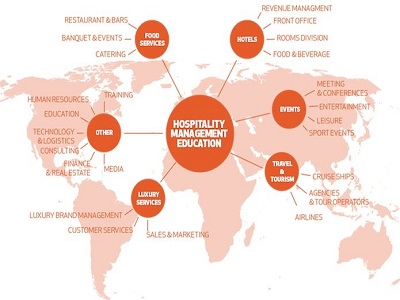 RESTAURANT & BARS
BANQUET & EVENTS
CATERING
FOOD
SERVICES
REVENUE MANAGMENT
FRONT OFFICE
ROOMS DIVISION
FOOD & BEVERAGE
HOTELS
HUMAN RESOURCES
TRAINING
EDUCATION
TECHNOLOGY
& LOGISTICS
CONSULTING
FINANCE
& REAL ESTATE
MEDIA
OTHER
HOSPITALITY
MANAGEMENT
EDUCATION
EVENTS
MEETING
& CONFERENCES
ENTERTAINMENT
LEISURE
SPORT EVENTS
TRAVEL
&
TOURISM
CRUISESHIPS
AGENCIES
& TOUR OPERATORS
AIRLINES
LUXURY
SERVICES
LUXURY BRAND MANAGEMENT
CUSTOMER SERVICES
SALES & MARKETING